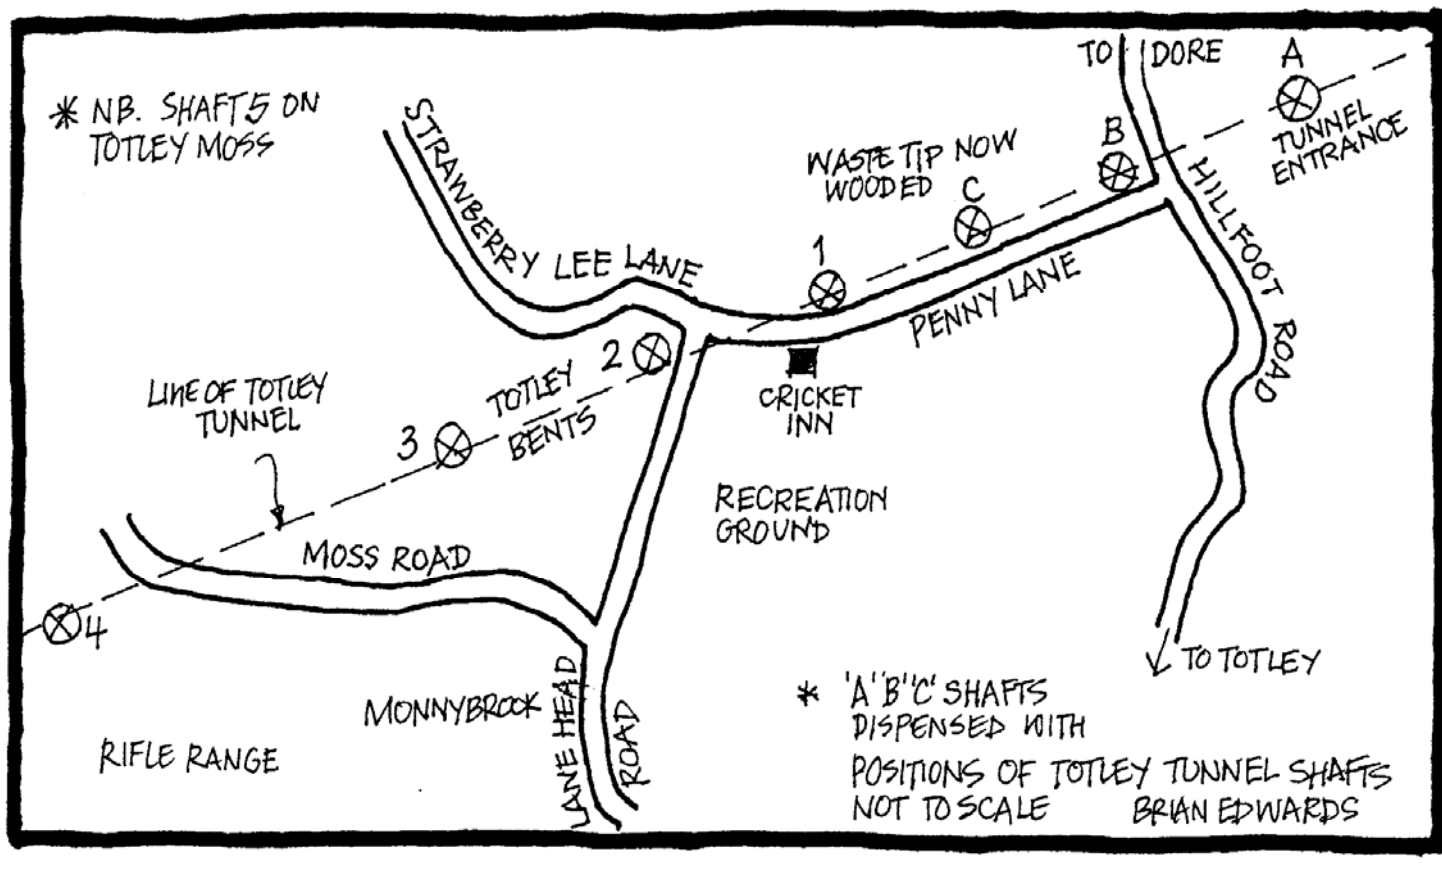 TO DORE
A
* NB. SHAFT 5 ON
TOTLEY MOSS
STRAWBERRY LEE LANE
WASTE TIP NOW
WOODED
B
C
1
TUNNEL
ENTRANCE
HILLFOOT ROAD
PENNY LANE
2
TOTLEY
BENTS
3
LINE OF TOTLEY
TUNNEL
CRICKET
INN
RECREATION
GROUND
MOSS ROAD
4
MONNYBROOK
LANE HEAD
ROAD
RIFLE RANGE
TO TOTLEY
* 'A' 'B' 'C' SHAFTS
DISPENSED WITH
POSITIONS OF TOTLEY TUNNEL SHAFTS
NOT TO SCALE BRIAN EDWARDS